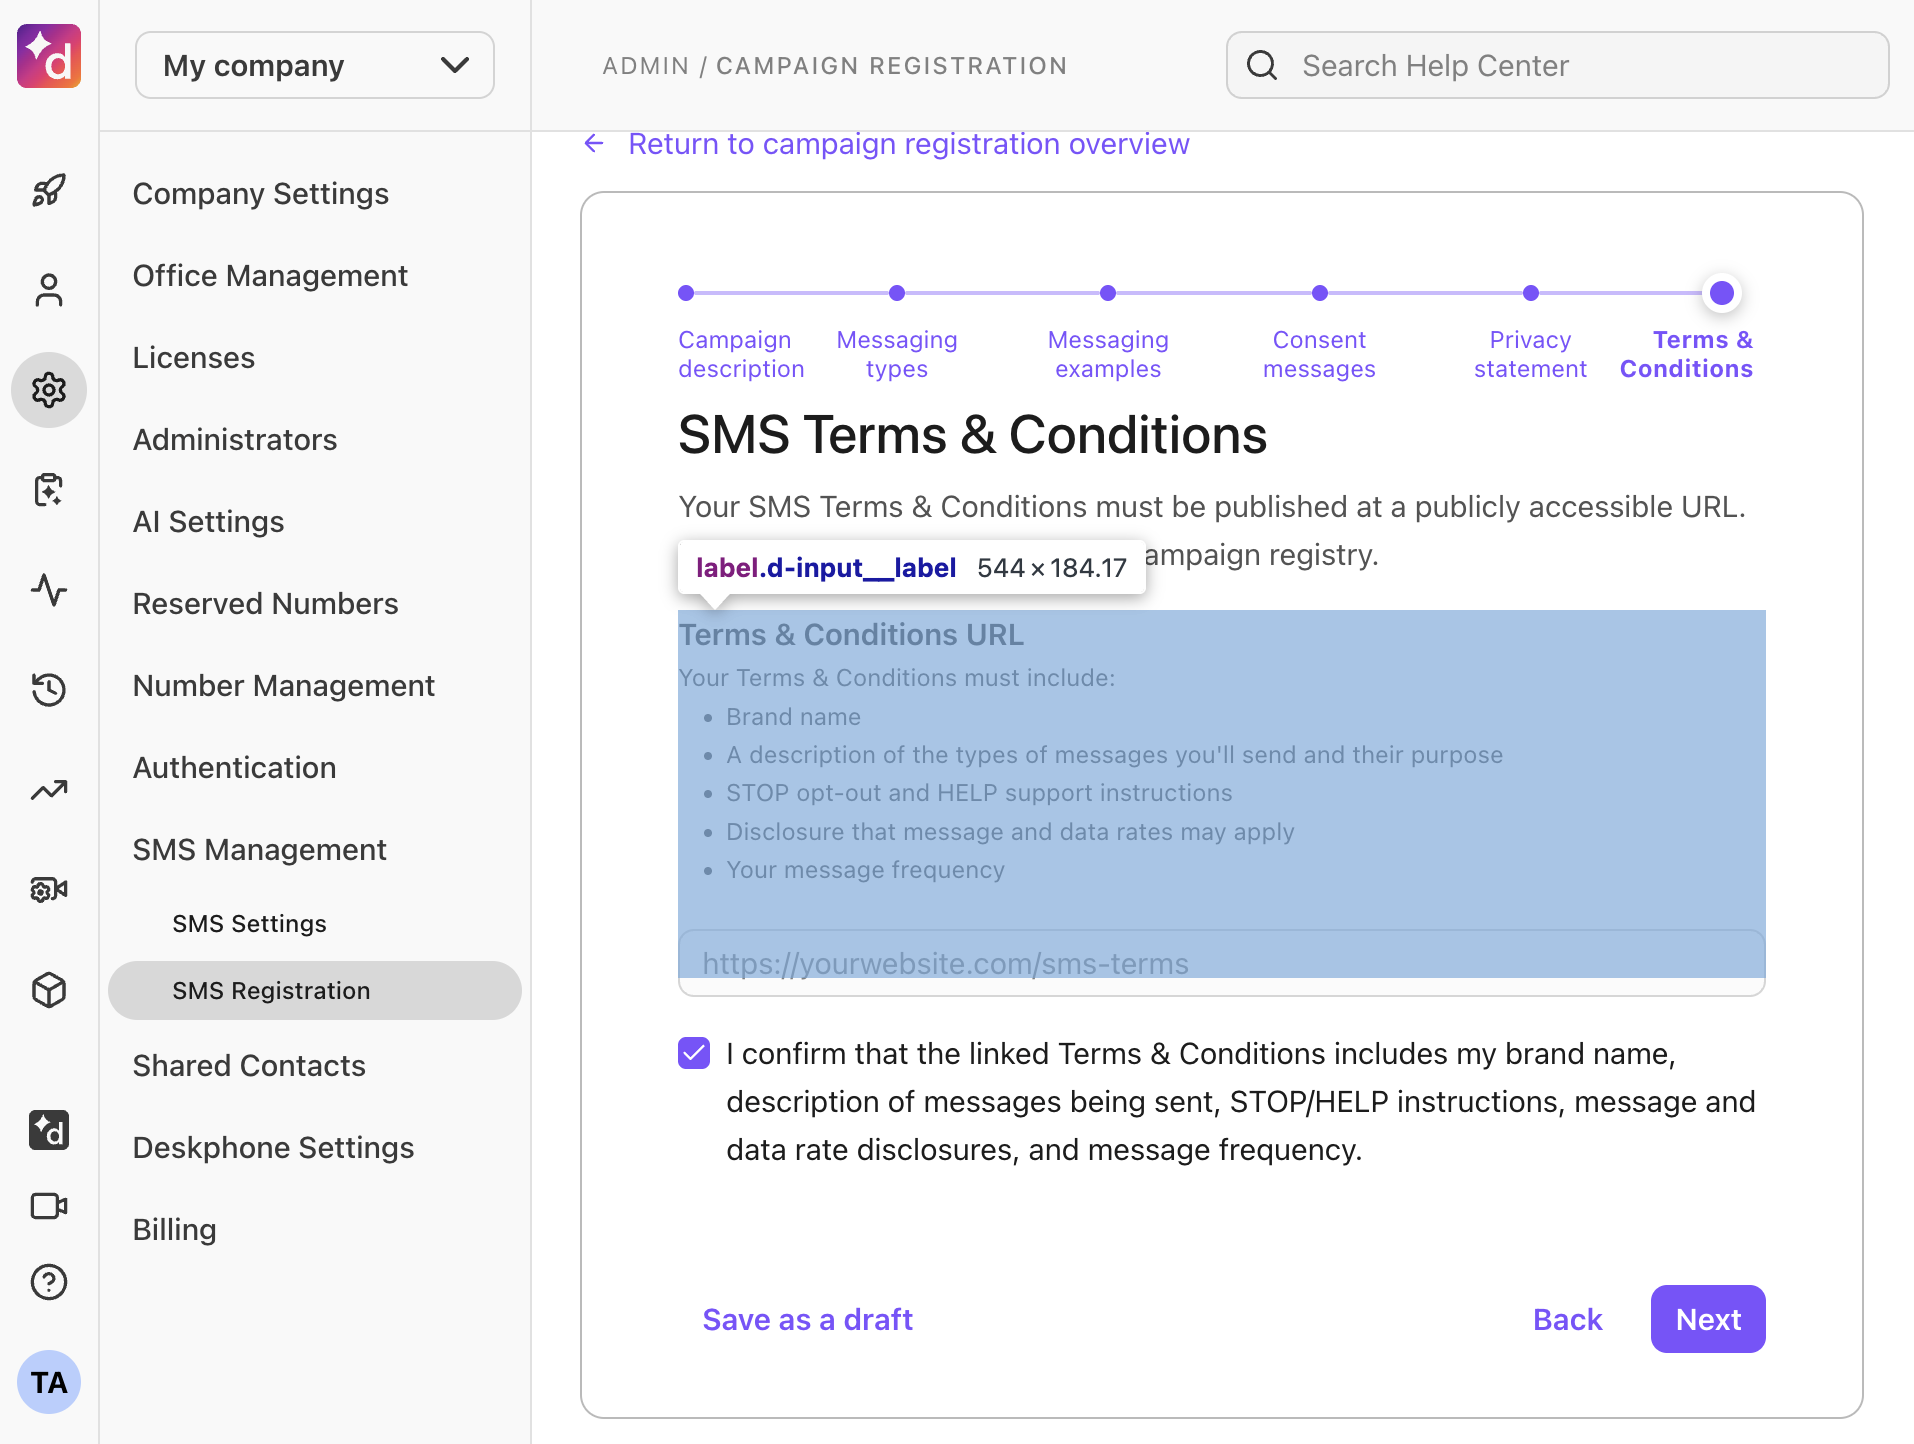 d
My company
ADMIN / CAMPAIGN REGISTRATION
Search Help Center
Company Settings
Office Management
Licenses
Administrators
AI Settings
Reserved Numbers
Number Management
Authentication
SMS Management
SMS Settings
SMS Registration
Shared Contacts
Deskphone Settings
Billing
d
TA
← Return to campaign registration overview
Campaign description
Messaging types
Messaging examples
Consent messages
Privacy statement
Terms & Conditions
SMS Terms & Conditions
Your SMS Terms & Conditions must be published at a publicly accessible URL.
campaign registry.
label.d-input__label 544×184.17
Terms & Conditions URL
Your Terms & Conditions must include:
• Brand name
• A description of the types of messages you'll send and their purpose
• STOP opt-out and HELP support instructions
• Disclosure that message and data rates may apply
• Your message frequency
https://yourwebsite.com/sms-terms
I confirm that the linked Terms & Conditions includes my brand name,
description of messages being sent, STOP/HELP instructions, message and
data rate disclosures, and message frequency.
Save as a draft
Back
Next